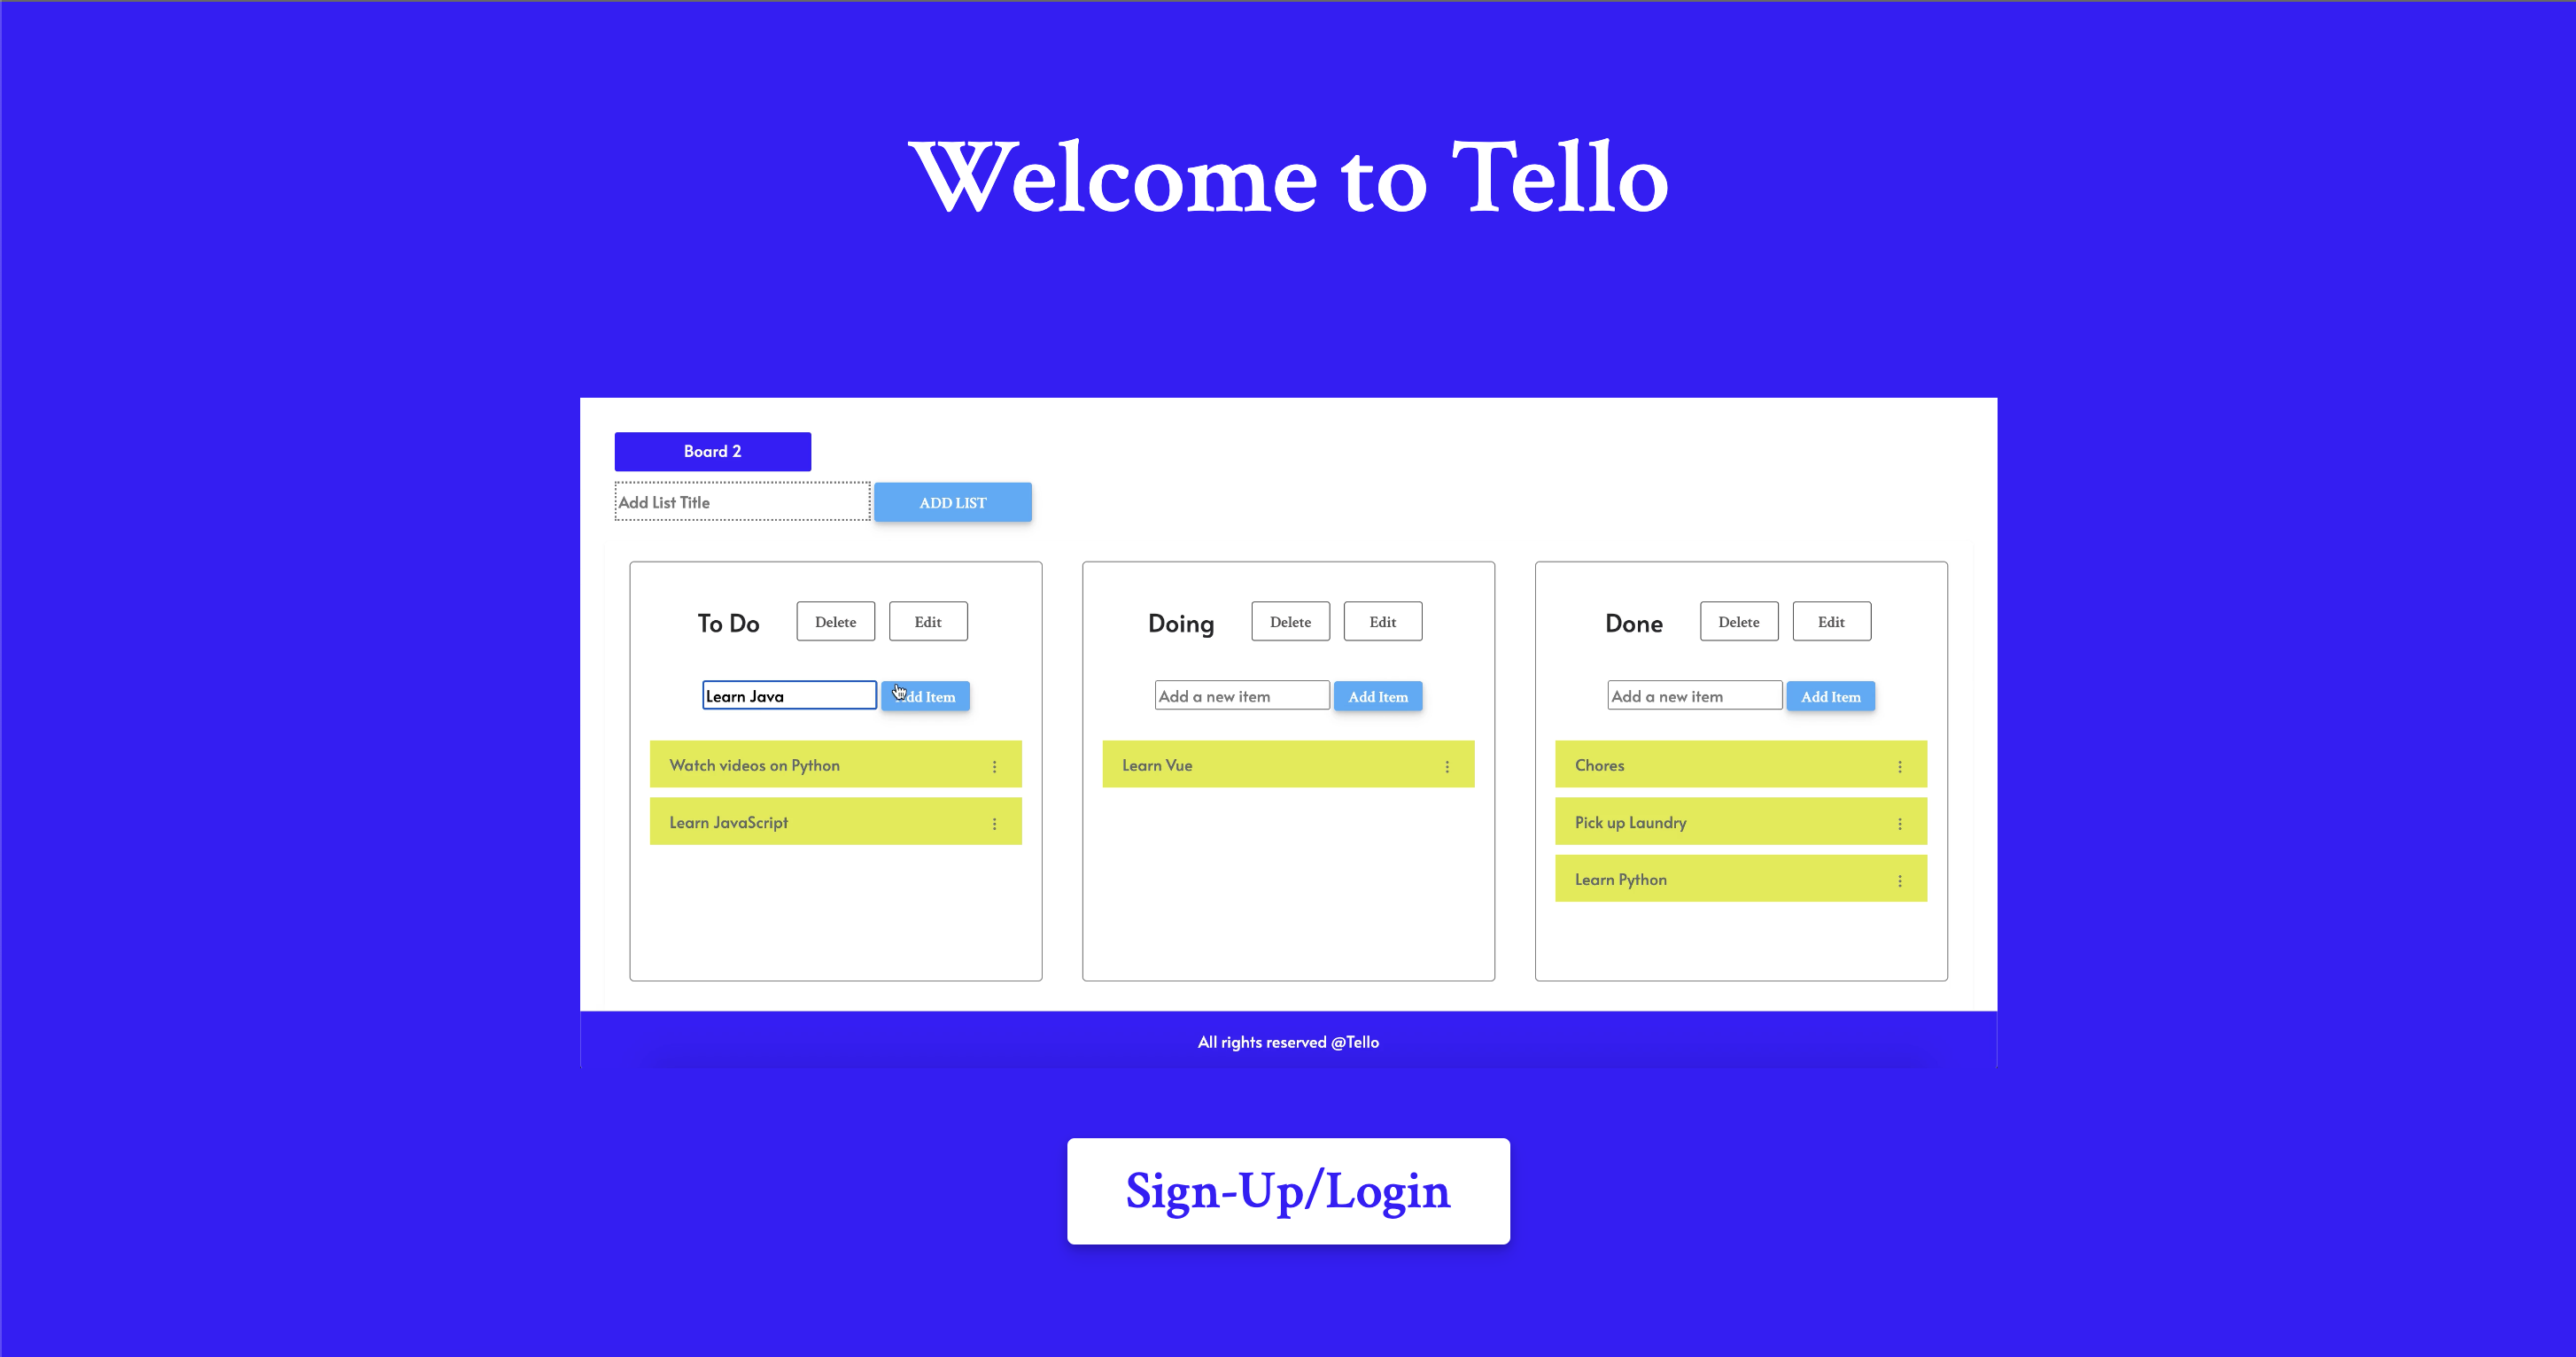 Welcome to Tello
Board 2
Add List Title
ADD LIST
To Do
Delete
Edit
Learn Java
Add Item
Watch videos on Python
Learn JavaScript
Doing
Delete
Edit
Add a new item
Add Item
Learn Vue
Done
Delete
Edit
Add a new item
Add Item
Chores
Pick up Laundry
Learn Python
All rights reserved @Tello
Sign-Up/Login